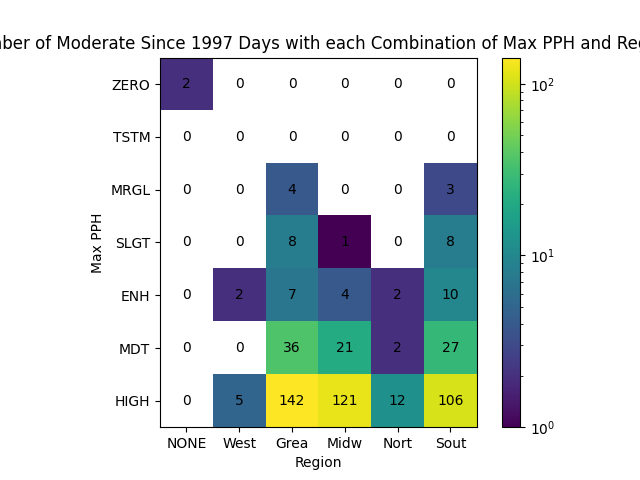 ber of Moderate Since 1997 Days with each Combination of Max PPH and Re
ZERO 2 0 0 0 0 0
TSTM 0 0 0 0 0 0
MRGL 0 0 4 0 0 3
SLGT 0 0 8 1 0 8
ENH 0 2 7 4 2 10
MDT 0 0 36 21 2 27
HIGH 0 5 142 121 12 106
NONE West Grea Midw Nort Sout
Region
Max PPH
10²
10¹
10⁰